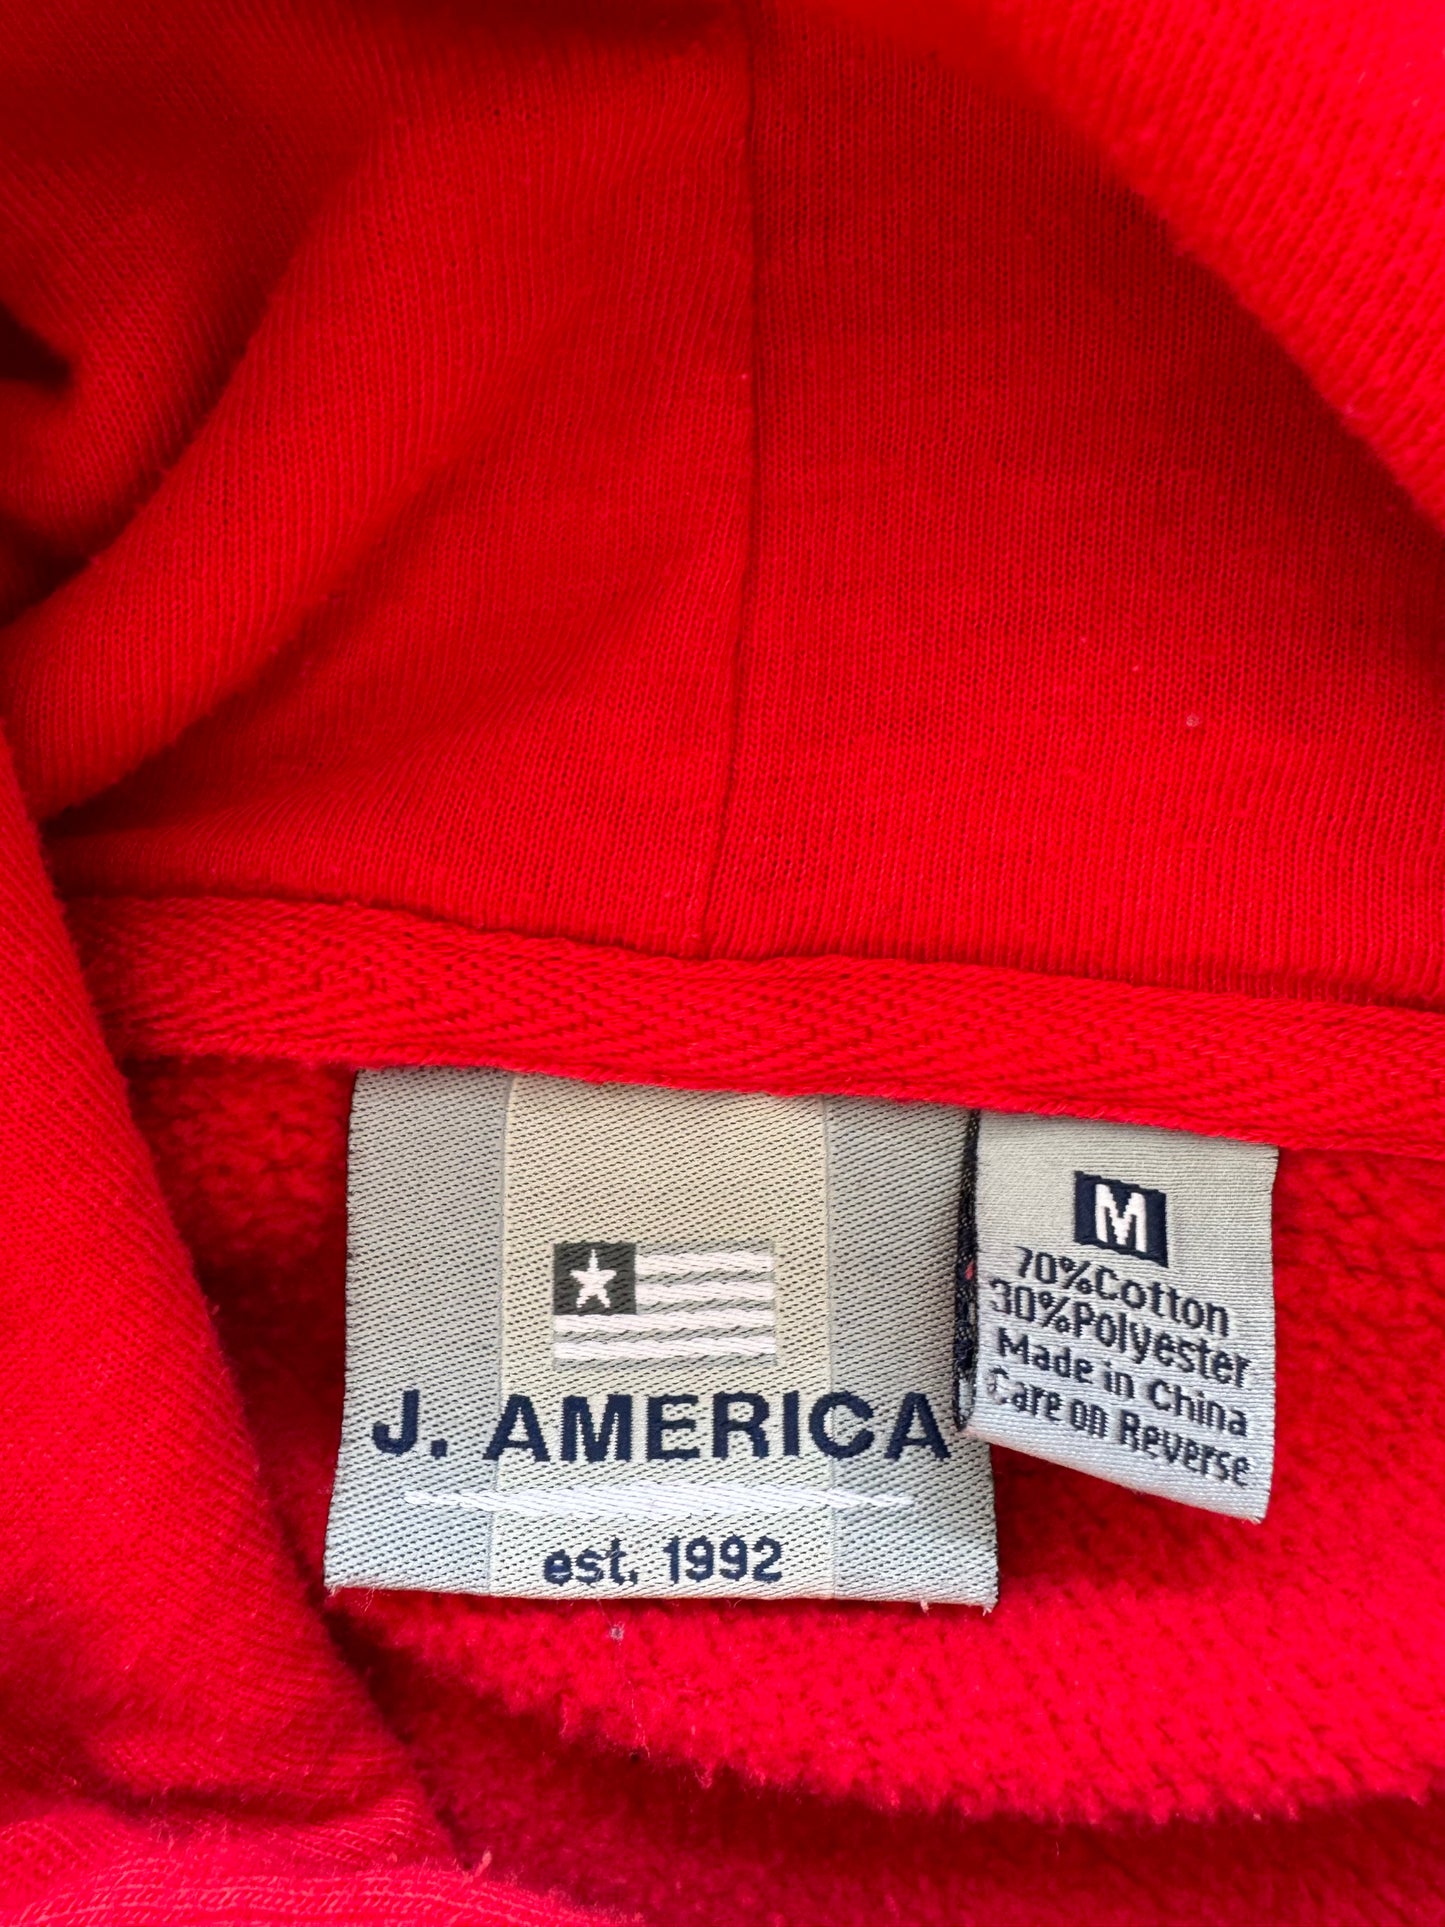 J. AMERICA
est. 1992
M
70%Cotton
30%Polyester
Made in China
Care on Reverse